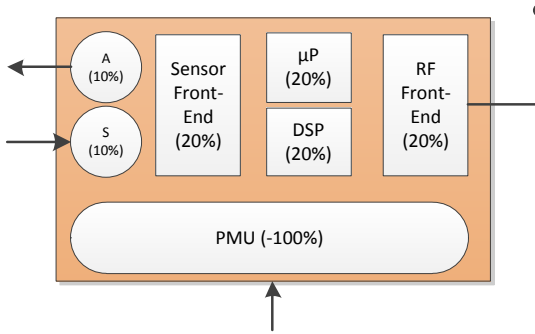 A
(10%)
S
(10%)
Sensor
Front-
End
(20%)
µP
(20%)
DSP
(20%)
RF
Front-
End
(20%)
PMU (-100%)